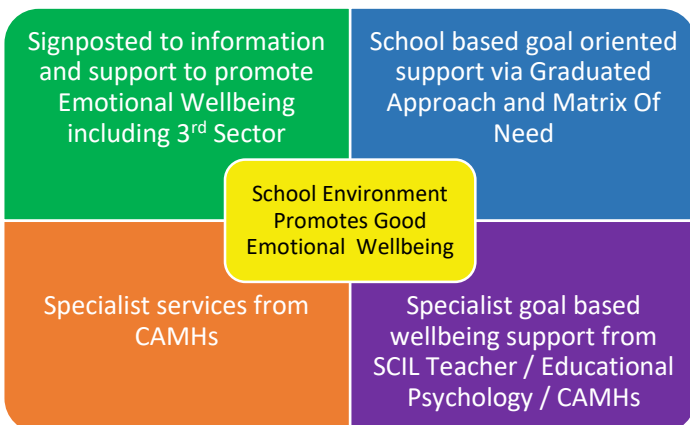 Signposted to information
and support to promote
Emotional Wellbeing
including 3rd Sector
School based goal oriented
support via Graduated
Approach and Matrix Of
Need
School Environment
Promotes Good
Emotional Wellbeing
Specialist services from
CAMHs
Specialist goal based
wellbeing support from
SCIL Teacher / Educational
Psychology / CAMHs